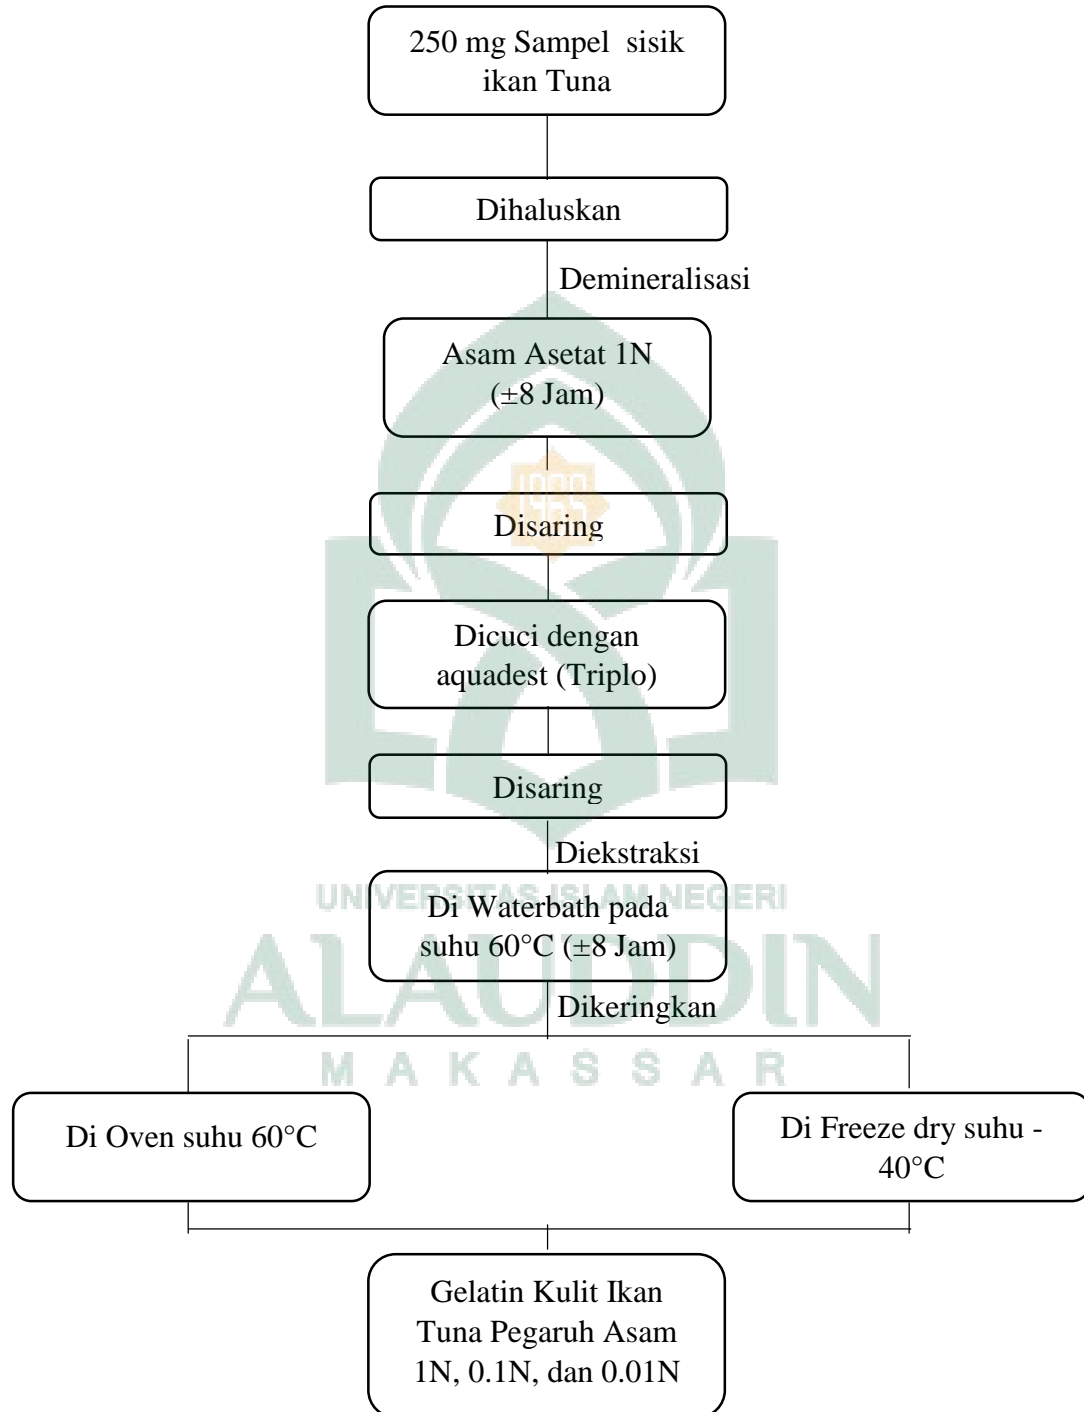 250 mg Sampel sisik
ikan Tuna
Dihaluskan
Demineralisasi
Asam Asetat 1N
(±8 Jam)
1965
Disaring
Dicuci dengan
aquadest (Triplo)
Disaring
Diekstraksi
UNIVERSITAS ISLAM NEGERI
Di Waterbath pada
suhu 60°C (±8 Jam)
ALAUDDIN
Dikeringkan
MAKASSAR
Di Oven suhu 60°C
Di Freeze dry suhu -
40°C
Gelatin Kulit Ikan
Tuna Pegaruh Asam
1N, 0.1N, dan 0.01N